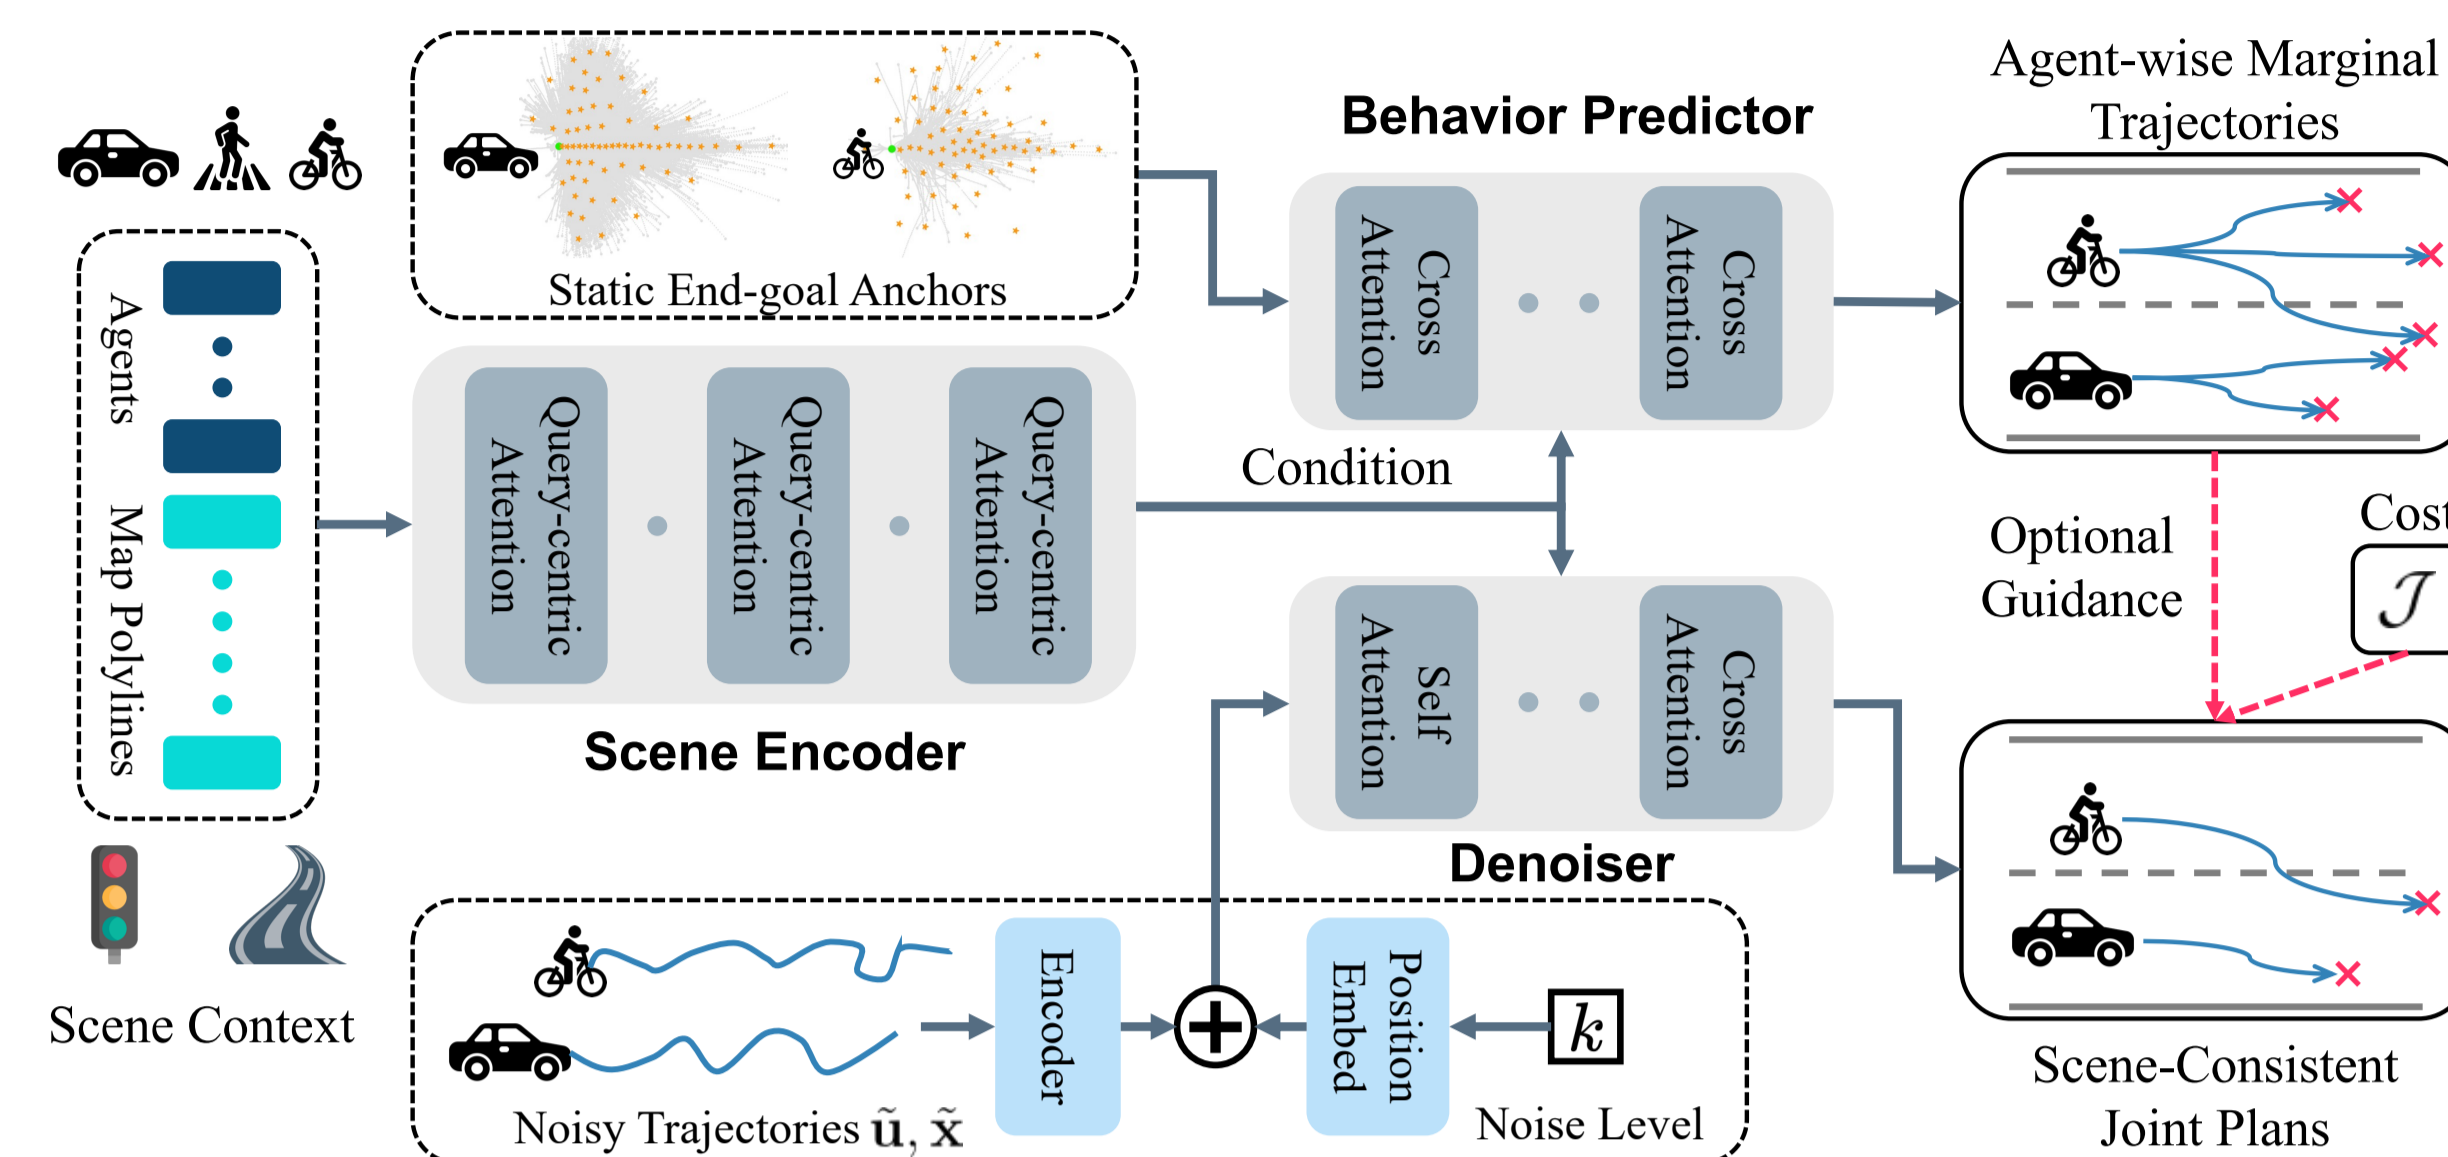 Agents
Map Polylines
Scene Context
Static End-goal Anchors
Query-centric
Attention
Query-centric
Attention
Query-centric
Attention
Scene Encoder
Behavior Predictor
Cross
Attention
Cross
Attention
Condition
Self
Attention
Cross
Attention
Denoiser
Noisy Trajectories ũ, x̃
Encoder
+
Position
Embed
k
Noise Level
Agent-wise Marginal
Trajectories
Optional
Guidance
Cost
𝒥
Scene-Consistent
Joint Plans